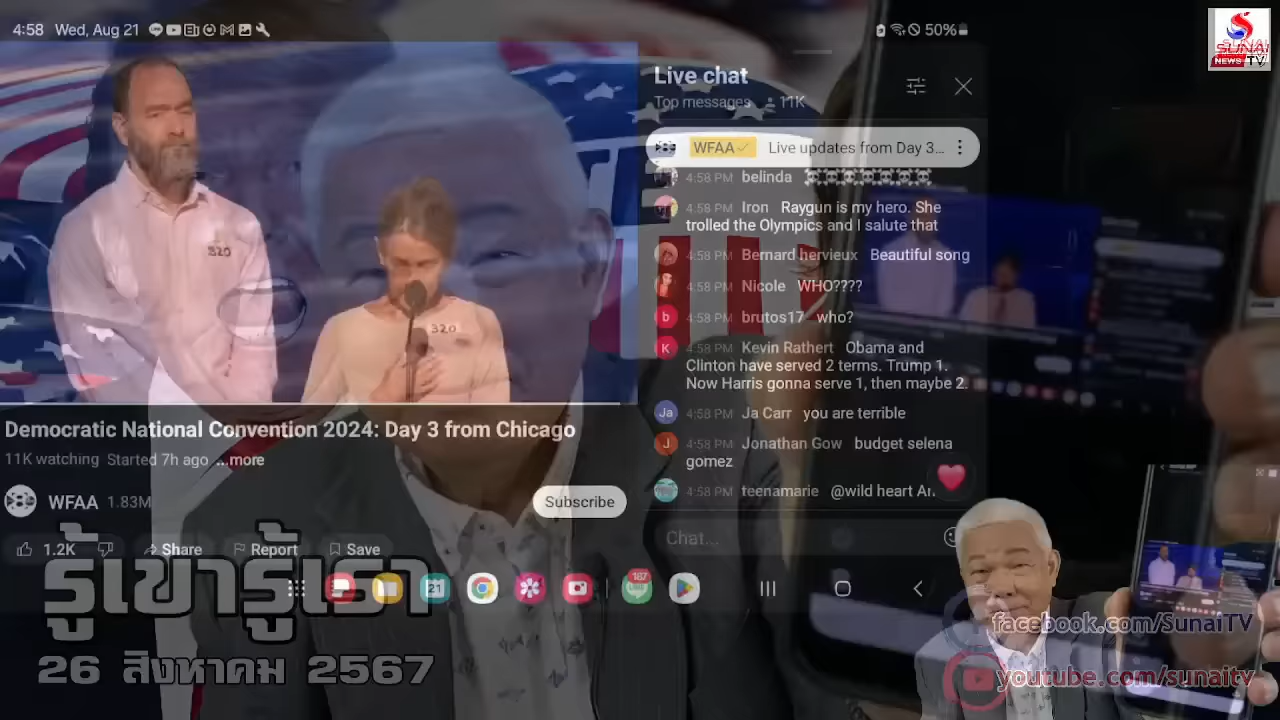 4:58 Wed, Aug 21
50%
SUNAI
NEWS TV
Live chat
Top messages 11K
WFAA Live updates from Day 3...
4:58 PM belinda ☠☠☠☠☠☠☠
4:58 PM Iron Raygun is my hero. She
trolled the Olympics and I salute that
4:58 PM Bernard hervieux Beautiful song
4:58 PM Nicole WHO????
4:58 PM brutos17 who?
4:58 PM Kevin Rathert Obama and
Clinton have served 2 terms. Trump 1.
Now Harris gonna serve 1, then maybe 2.
4:58 PM Ja Carr you are terrible
4:58 PM Jonathan Gow budget selena
gomez
4:58 PM teenamarie @wild heart
Chat...
320
320
Democratic National Convention 2024: Day 3 from Chicago
11K watching Started 7h ago ...more
WFAA 1.83M
Subscribe
1.2K Share Report Save
21
187
รู้เขารู้เรา
26 สิงหาคม 2567
facebook.com/SunaiTV
youtube.com/sunaitv